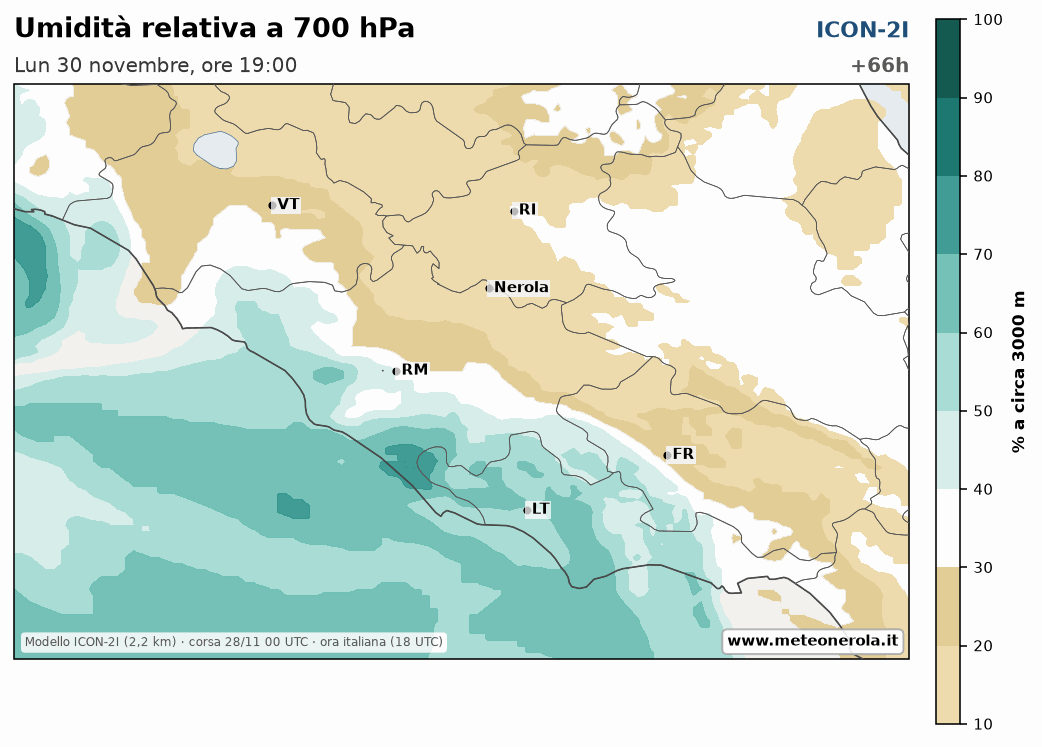 Umidità relativa a 700 hPa
ICON-2I
Lun 30 novembre, ore 19:00
+66h
VT
RI
Nerola
RM
FR
LT
Modello ICON-2I (2,2 km) · corsa 28/11 00 UTC · ora italiana (18 UTC)
www.meteonerola.it
100
90
80
70
60
50
40
30
20
10
% a circa 3000 m